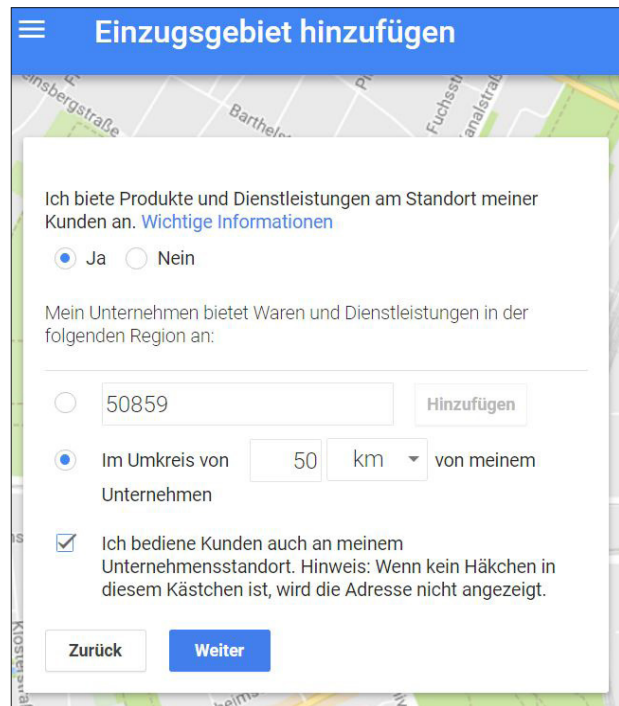 Einzugsgebiet hinzufügen
Barthels
Fuchsstr
analstraß
Ich biete Produkte und Dienstleistungen am Standort meiner
Kunden an. Wichtige Informationen
Ja Nein
Mein Unternehmen bietet Waren und Dienstleistungen in der
folgenden Region an:
50859 Hinzufügen
Im Umkreis von 50 km von meinem
Unternehmen
Ich bediene Kunden auch an meinem
Unternehmensstandort. Hinweis: Wenn kein Häkchen in
diesem Kästchen ist, wird die Adresse nicht angezeigt.
Zurück Weiter